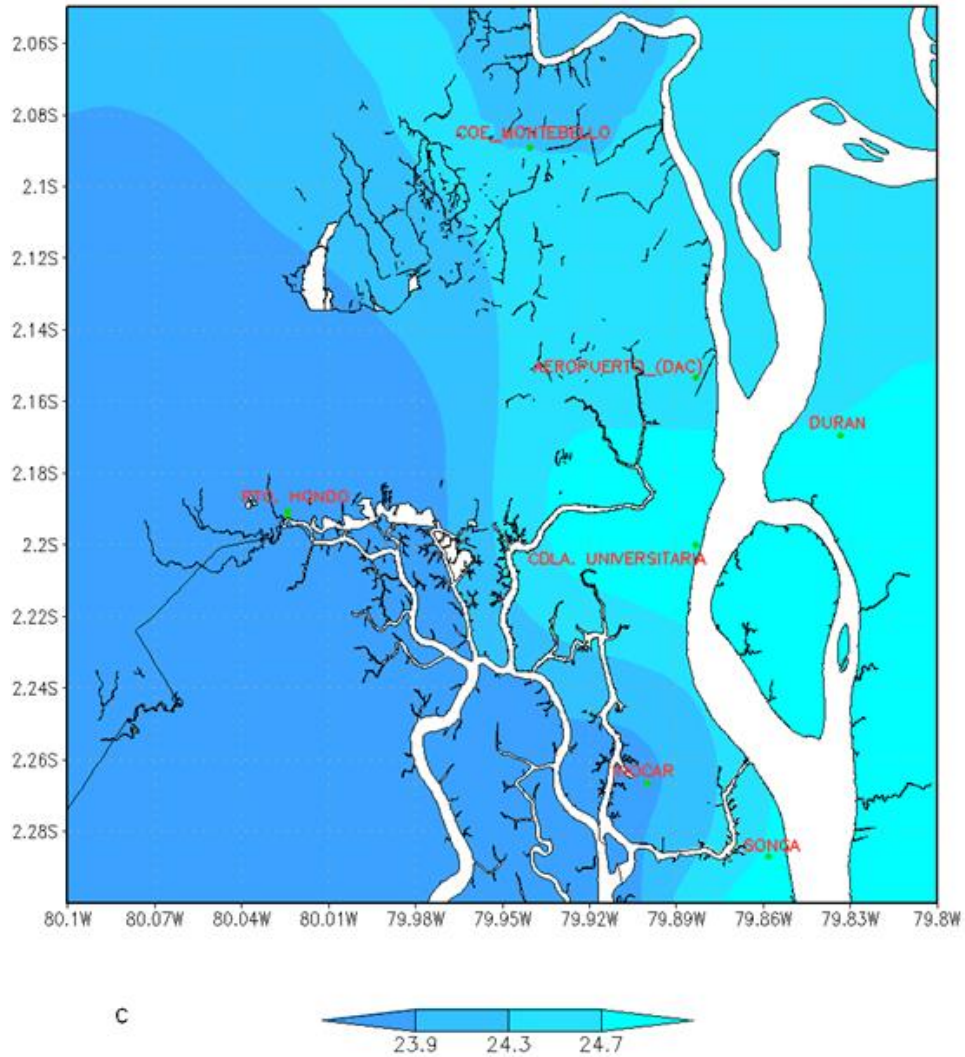 2.06S
2.08S
COE_MONTEBELLO
2.1S
2.12S
2.14S
AEROPUERTO_(DAC)
2.16S
DURAN
2.18S
PTO. HONDO
2.2S
CDLA. UNIVERSITARIA
2.22S
2.24S
2.26S
INOCAR
2.28S
SONGA
80.1W 80.07W 80.04W 80.01W 79.98W 79.95W 79.92W 79.89W 79.86W 79.83W 79.8W
C
23.9 24.3 24.7